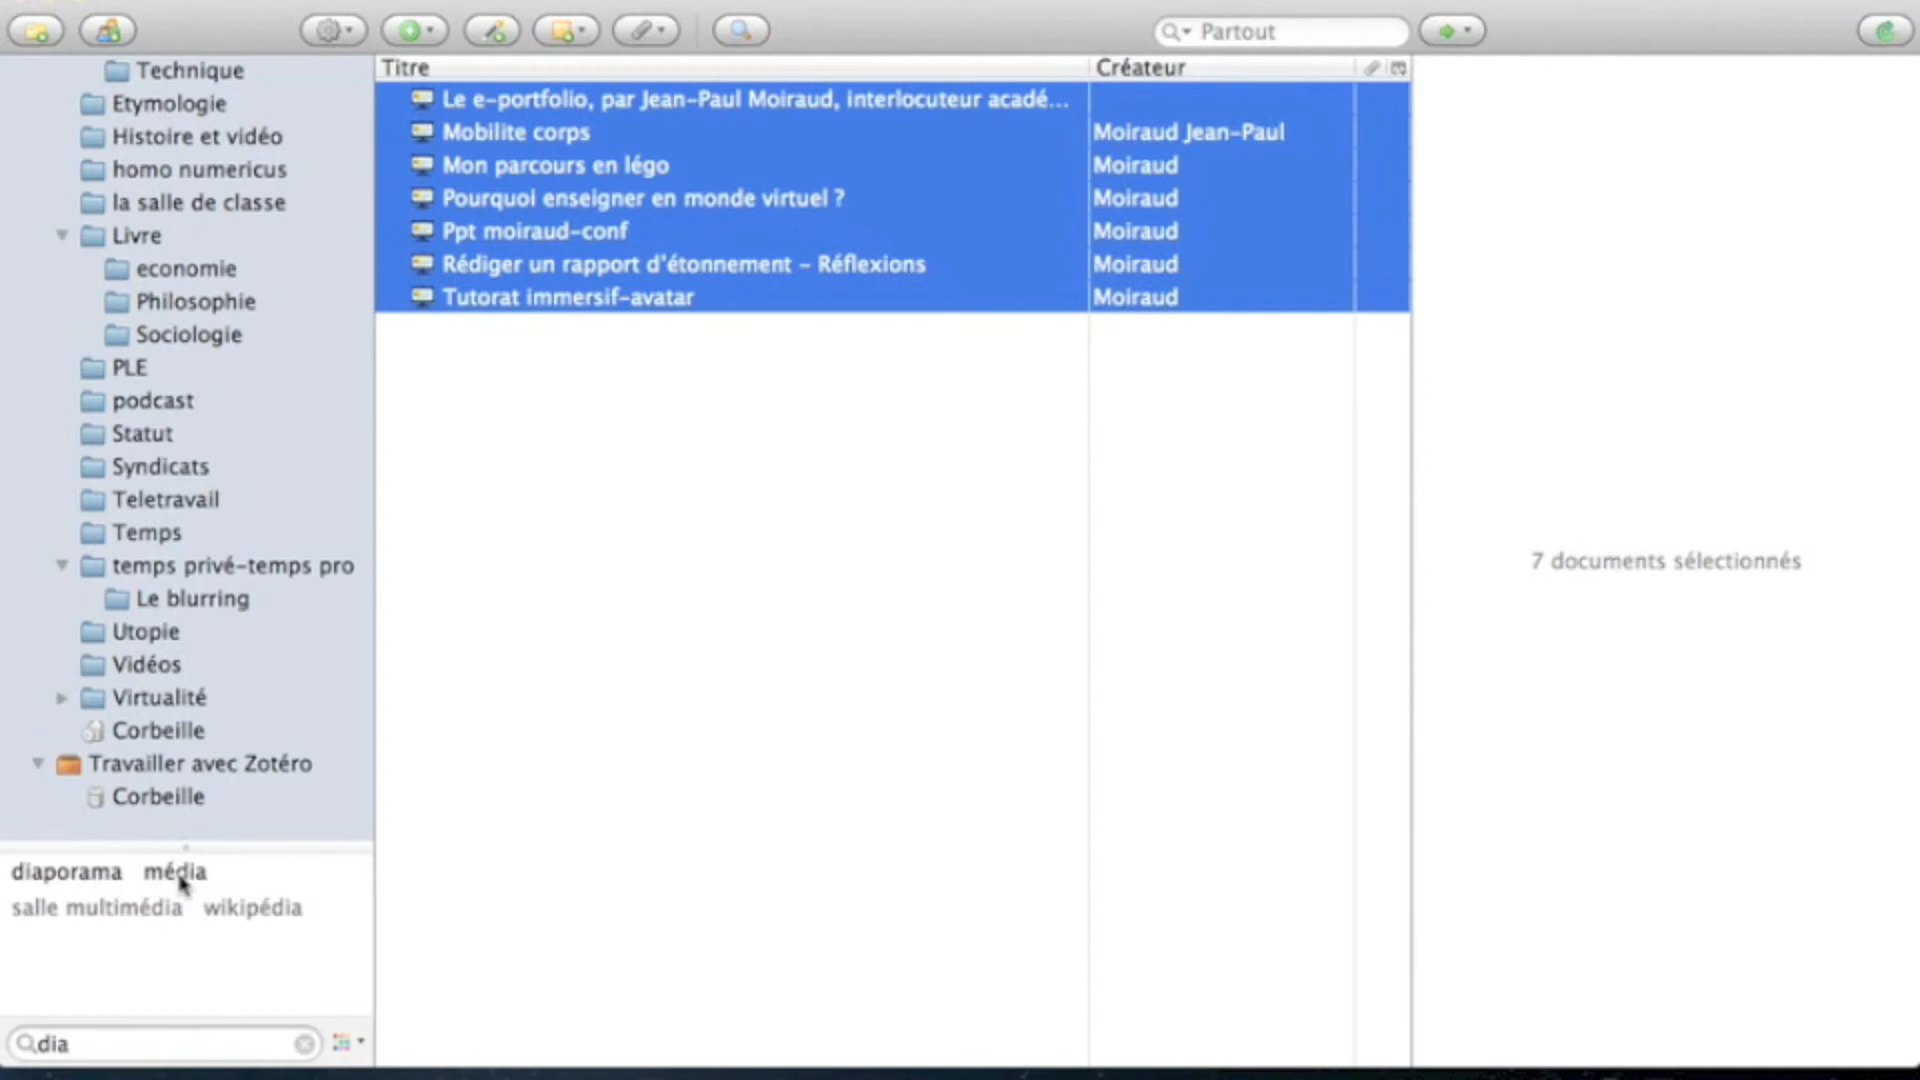 Partout
Technique
Etymologie
Histoire et vidéo
homo numericus
la salle de classe
Livre
economie
Philosophie
Sociologie
PLE
podcast
Statut
Syndicats
Teletravail
Temps
temps privé-temps pro
Le blurring
Utopie
Vidéos
Virtualité
Corbeille
Travailler avec Zotéro
Corbeille
diaporama média
salle multimédia wikipédia
dia
Titre Créateur
Le e-portfolio, par Jean-Paul Moiraud, interlocuteur acadé...
Mobilite corps Moiraud Jean-Paul
Mon parcours en légo Moiraud
Pourquoi enseigner en monde virtuel ? Moiraud
Ppt moiraud-conf Moiraud
Rédiger un rapport d'étonnement - Réflexions Moiraud
Tutorat immersif-avatar Moiraud
7 documents sélectionnés